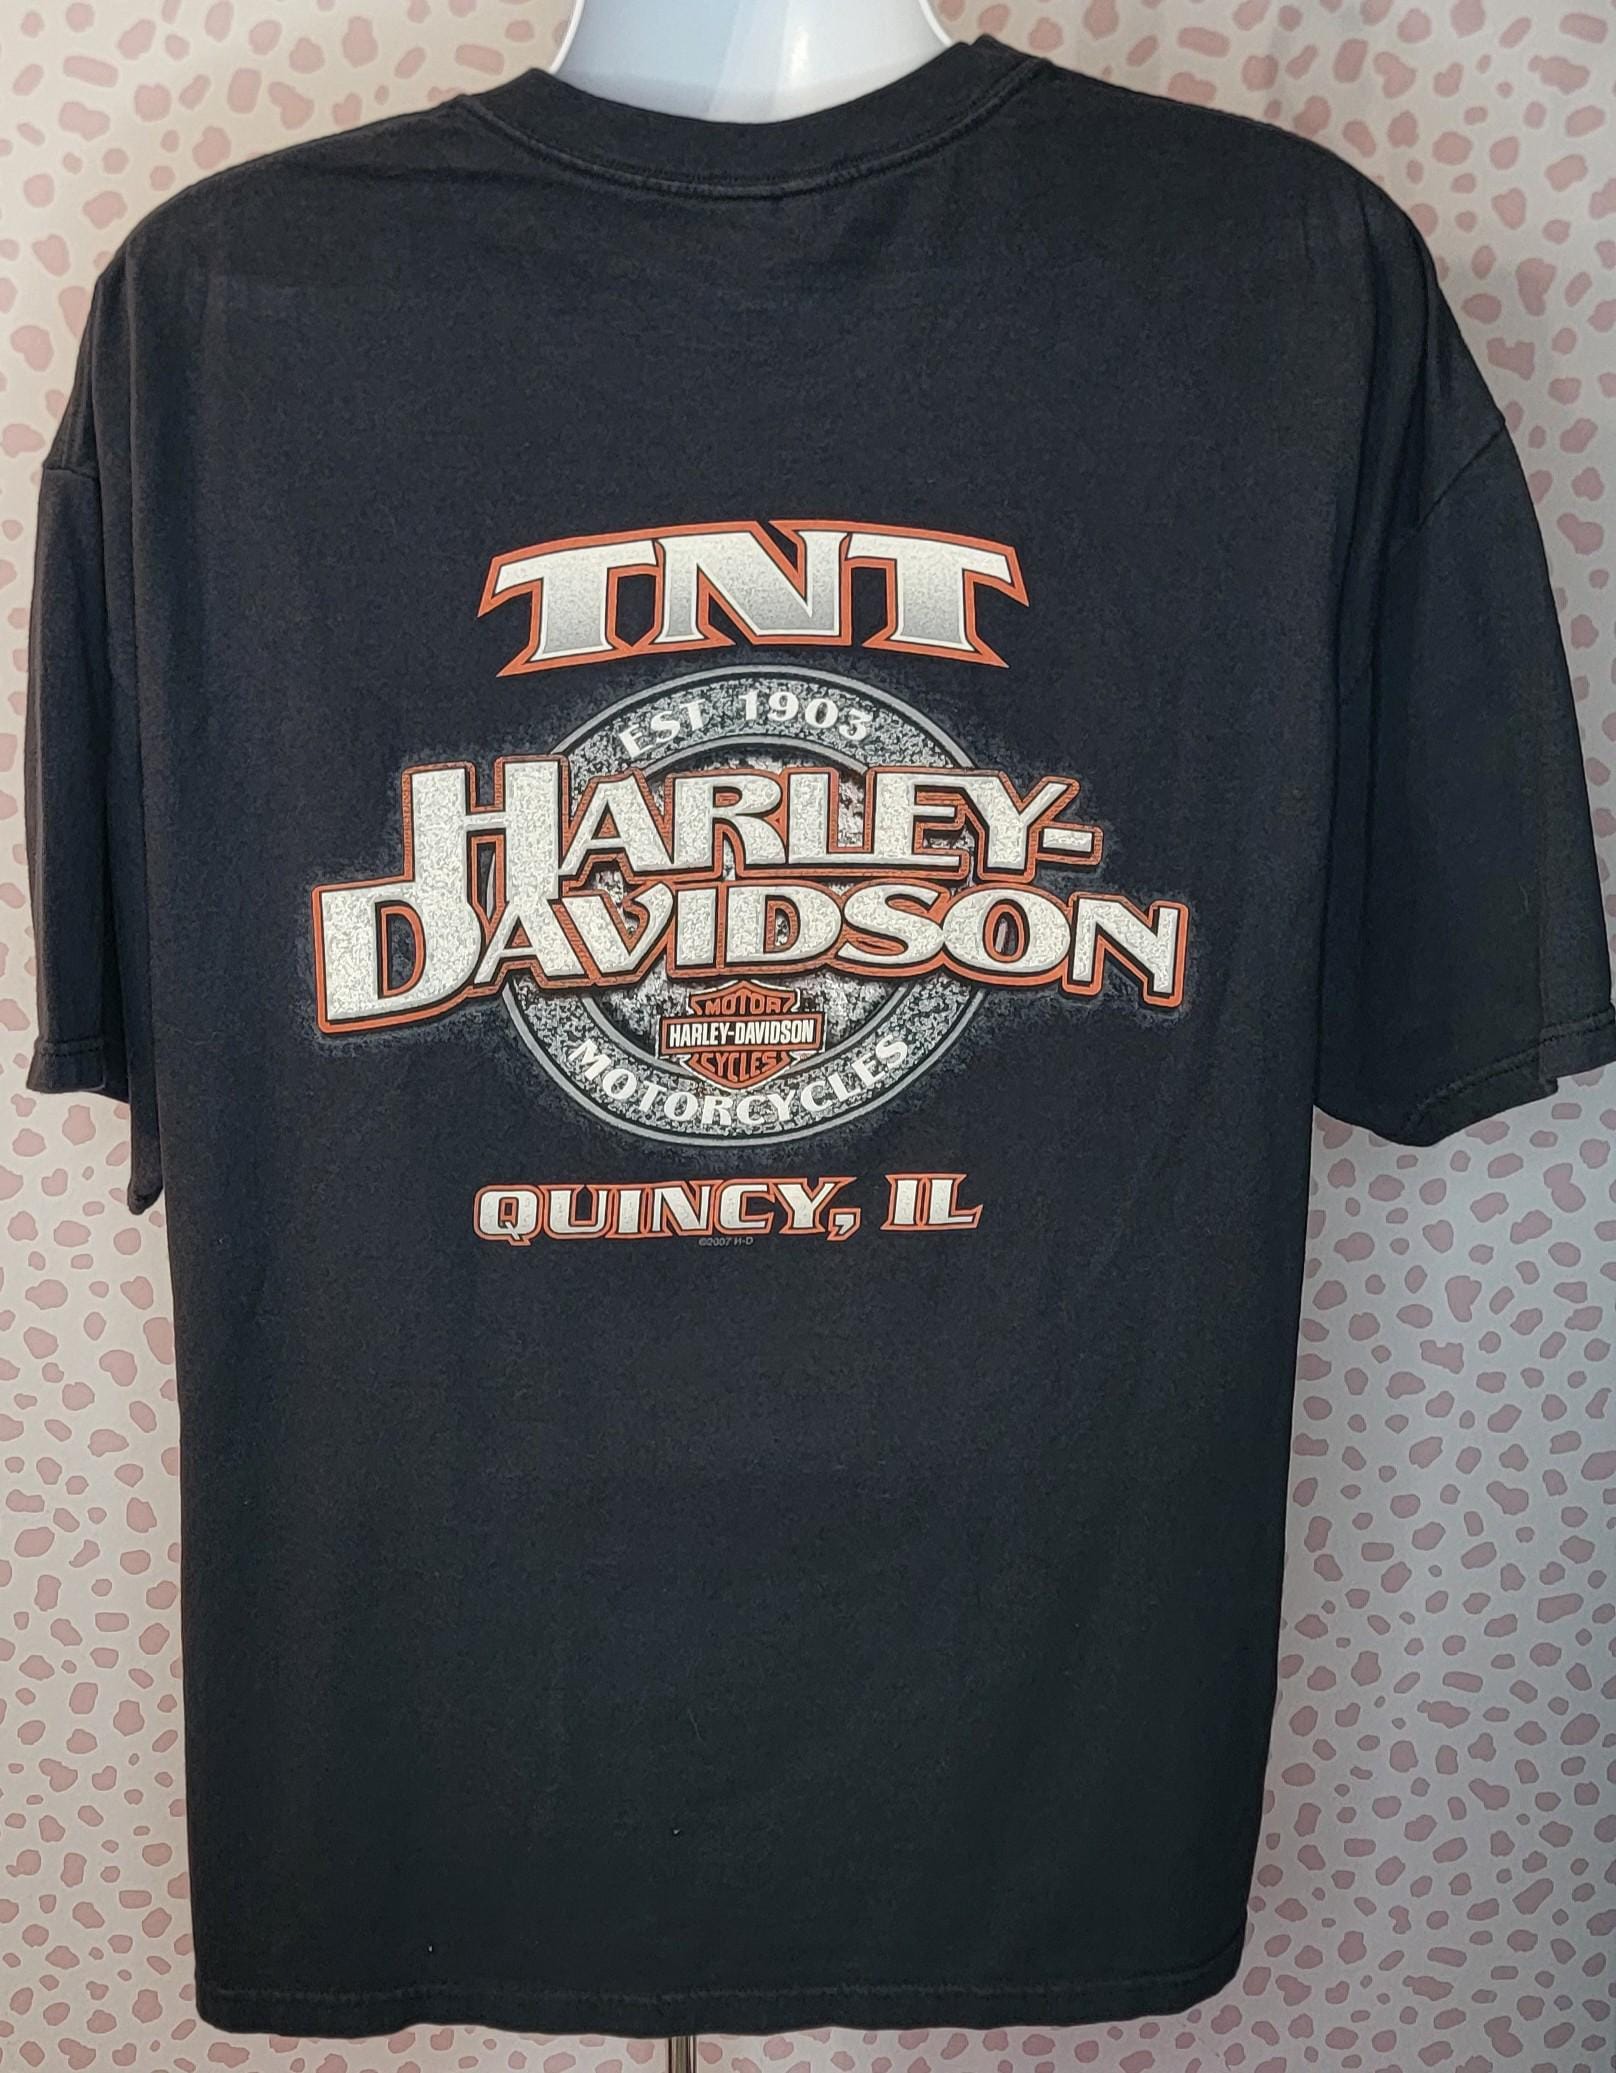 TNT
EST 1903
HARLEY-
DAVIDSON
MOTOR
HARLEY-DAVIDSON
CYCLES
MOTORCYCLES
QUINCY, IL
©2007 H-D